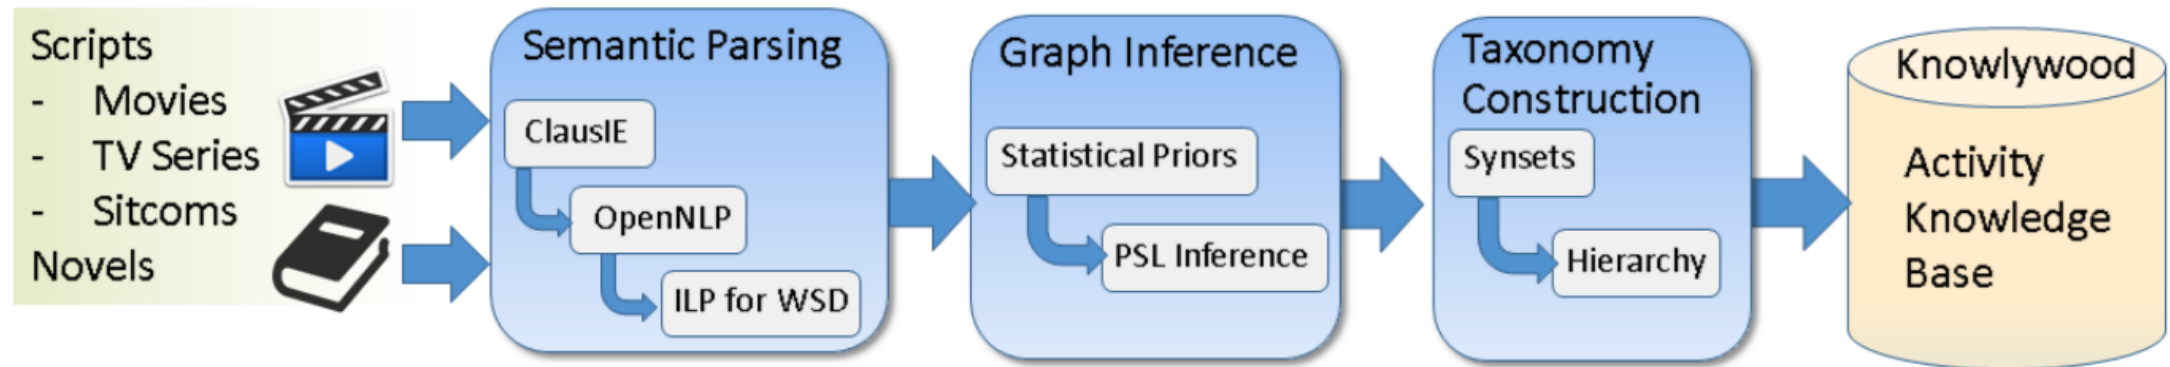 Scripts
- Movies
- TV Series
- Sitcoms
Novels
Semantic Parsing
ClausIE
OpenNLP
ILP for WSD
Graph Inference
Statistical Priors
PSL Inference
Taxonomy
Construction
Synsets
Hierarchy
Knowlywood
Activity
Knowledge
Base